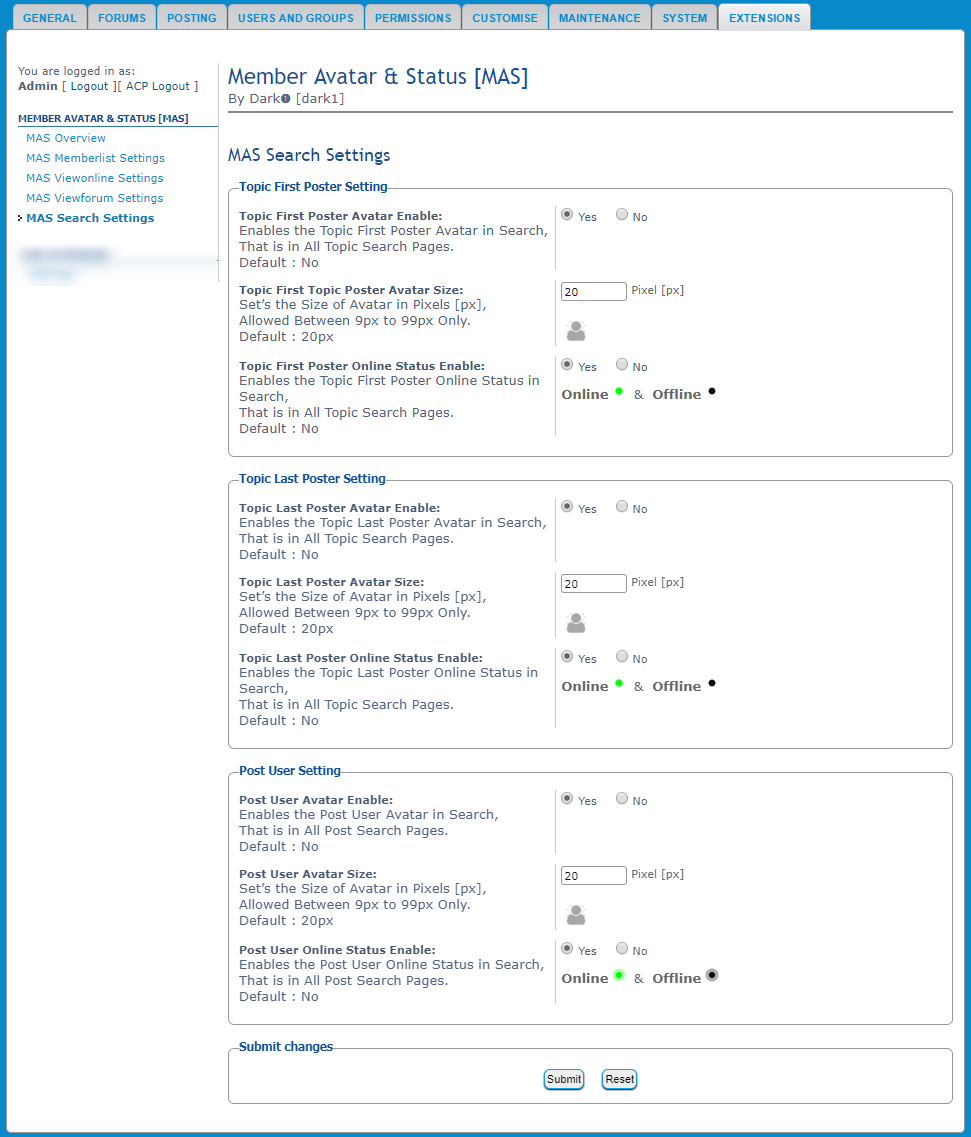 GENERAL FORUMS POSTING USERS AND GROUPS PERMISSIONS CUSTOMISE MAINTENANCE SYSTEM EXTENSIONS
You are logged in as:
Admin [ Logout ][ ACP Logout ]
MEMBER AVATAR & STATUS [MAS]
MAS Overview
MAS Memberlist Settings
MAS Viewonline Settings
MAS Viewforum Settings
MAS Search Settings
Member Avatar & Status [MAS]
By Dark❶ [dark1]
MAS Search Settings
Topic First Poster Setting
Topic First Poster Avatar Enable:
Enables the Topic First Poster Avatar in Search,
That is in All Topic Search Pages.
Default : No
Yes No
Topic First Topic Poster Avatar Size:
Set's the Size of Avatar in Pixels [px],
Allowed Between 9px to 99px Only.
Default : 20px
20 Pixel [px]
Topic First Poster Online Status Enable:
Enables the Topic First Poster Online Status in
Search,
That is in All Topic Search Pages.
Default : No
Yes No
Online & Offline
Topic Last Poster Setting
Topic Last Poster Avatar Enable:
Enables the Topic Last Poster Avatar in Search,
That is in All Topic Search Pages.
Default : No
Yes No
Topic Last Poster Avatar Size:
Set's the Size of Avatar in Pixels [px],
Allowed Between 9px to 99px Only.
Default : 20px
20 Pixel [px]
Topic Last Poster Online Status Enable:
Enables the Topic Last Poster Online Status in
Search,
That is in All Topic Search Pages.
Default : No
Yes No
Online & Offline
Post User Setting
Post User Avatar Enable:
Enables the Post User Avatar in Search,
That is in All Post Search Pages.
Default : No
Yes No
Post User Avatar Size:
Set's the Size of Avatar in Pixels [px],
Allowed Between 9px to 99px Only.
Default : 20px
20 Pixel [px]
Post User Online Status Enable:
Enables the Post User Online Status in Search,
That is in All Post Search Pages.
Default : No
Yes No
Online & Offline
Submit changes
Submit Reset